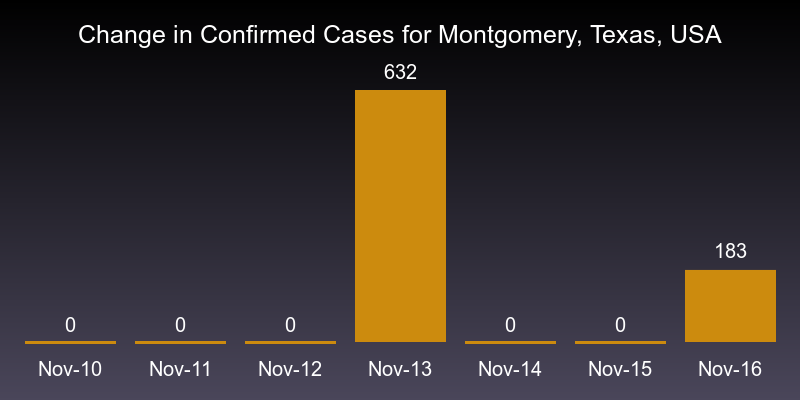 Change in Confirmed Cases for Montgomery, Texas, USA
632
183
0 0 0 0 0
Nov-10 Nov-11 Nov-12 Nov-13 Nov-14 Nov-15 Nov-16